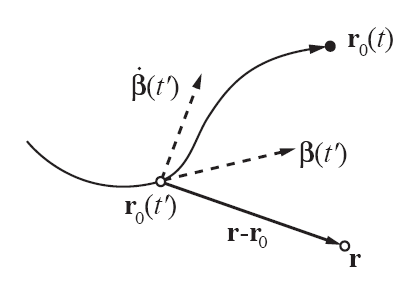 r₀(t)
β̇(t′)
β(t′)
r₀(t′)
r-r₀
r